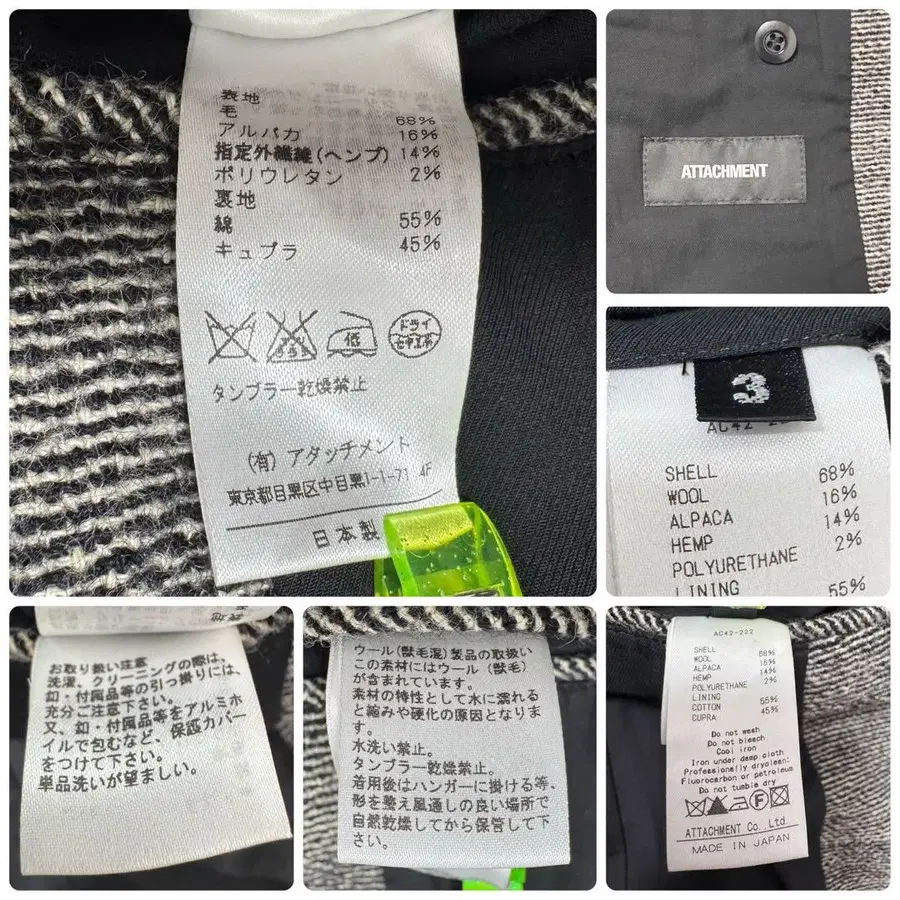 表地
毛 68%
アルパカ 16%
指定外繊維(ヘンプ) 14%
ポリウレタン 2%
裏地
綿 55%
キュプラ 45%
低
ドライ
セキユ系
タンブラー乾燥禁止
(有) アタッチメント
東京都目黒区中目黒1-1-71 4F
日本製
ATTACHMENT
3
AC42-2
SHELL 68%
WOOL 16%
ALPACA 14%
HEMP 2%
POLYURETHANE
LINING 55%
お取り扱い注意
洗濯、クリーニングの際は、
釦・付属品等の引っ掛りには、
充分ご注意下さい。
又、釦・付属品等をアルミホ
イルで包むなど、保護カバー
をつけて下さい。
単品洗いが望ましい。
ウール(獣毛混)製品の取扱い
この素材にはウール(獣毛)
が含まれています。
素材の特性として水に濡れる
と縮みや硬化の原因となりま
す。
水洗い禁止。
タンブラー乾燥禁止。
着用後はハンガーに掛ける等、
形を整え風通しの良い場所で
自然乾燥してから保管して下
さい。
AC42-222
SHELL 68%
WOOL 16%
ALPACA 14%
HEMP 2%
POLYURETHANE
LINING 55%
COTTON 45%
CUPRA
Do not wash
Do not bleach
Cool iron
Iron under damp cloth
Professionally dryclean:
Fluorocarbon or petroleum
Do not tumble dry
F
ATTACHMENT Co.,Ltd.
MADE IN JAPAN